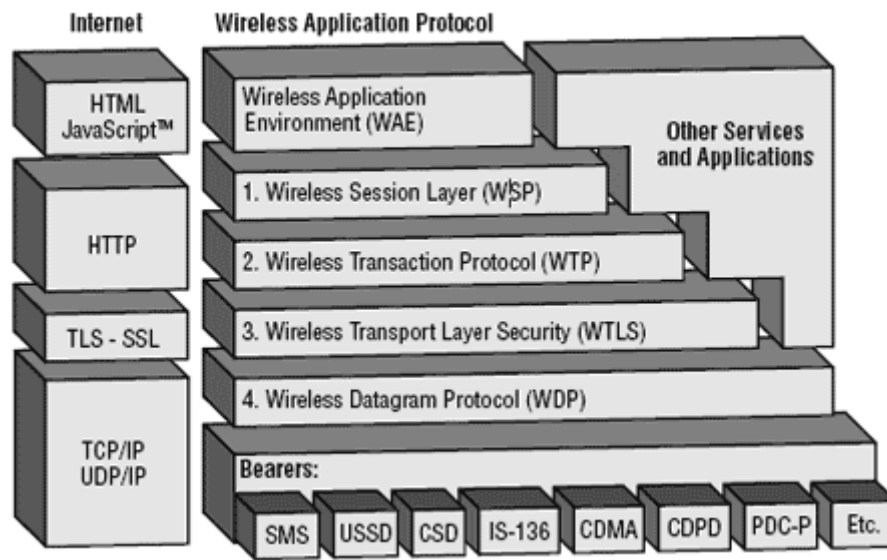 Internet
HTML
JavaScript™
HTTP
TLS - SSL
TCP/IP
UDP/IP
Wireless Application Protocol
Wireless Application
Environment (WAE)
1. Wireless Session Layer (WSP)
2. Wireless Transaction Protocol (WTP)
3. Wireless Transport Layer Security (WTLS)
4. Wireless Datagram Protocol (WDP)
Bearers:
SMS
USSD
CSD
IS-136
CDMA
CDPD
PDC-P
Etc.
Other Services
and Applications